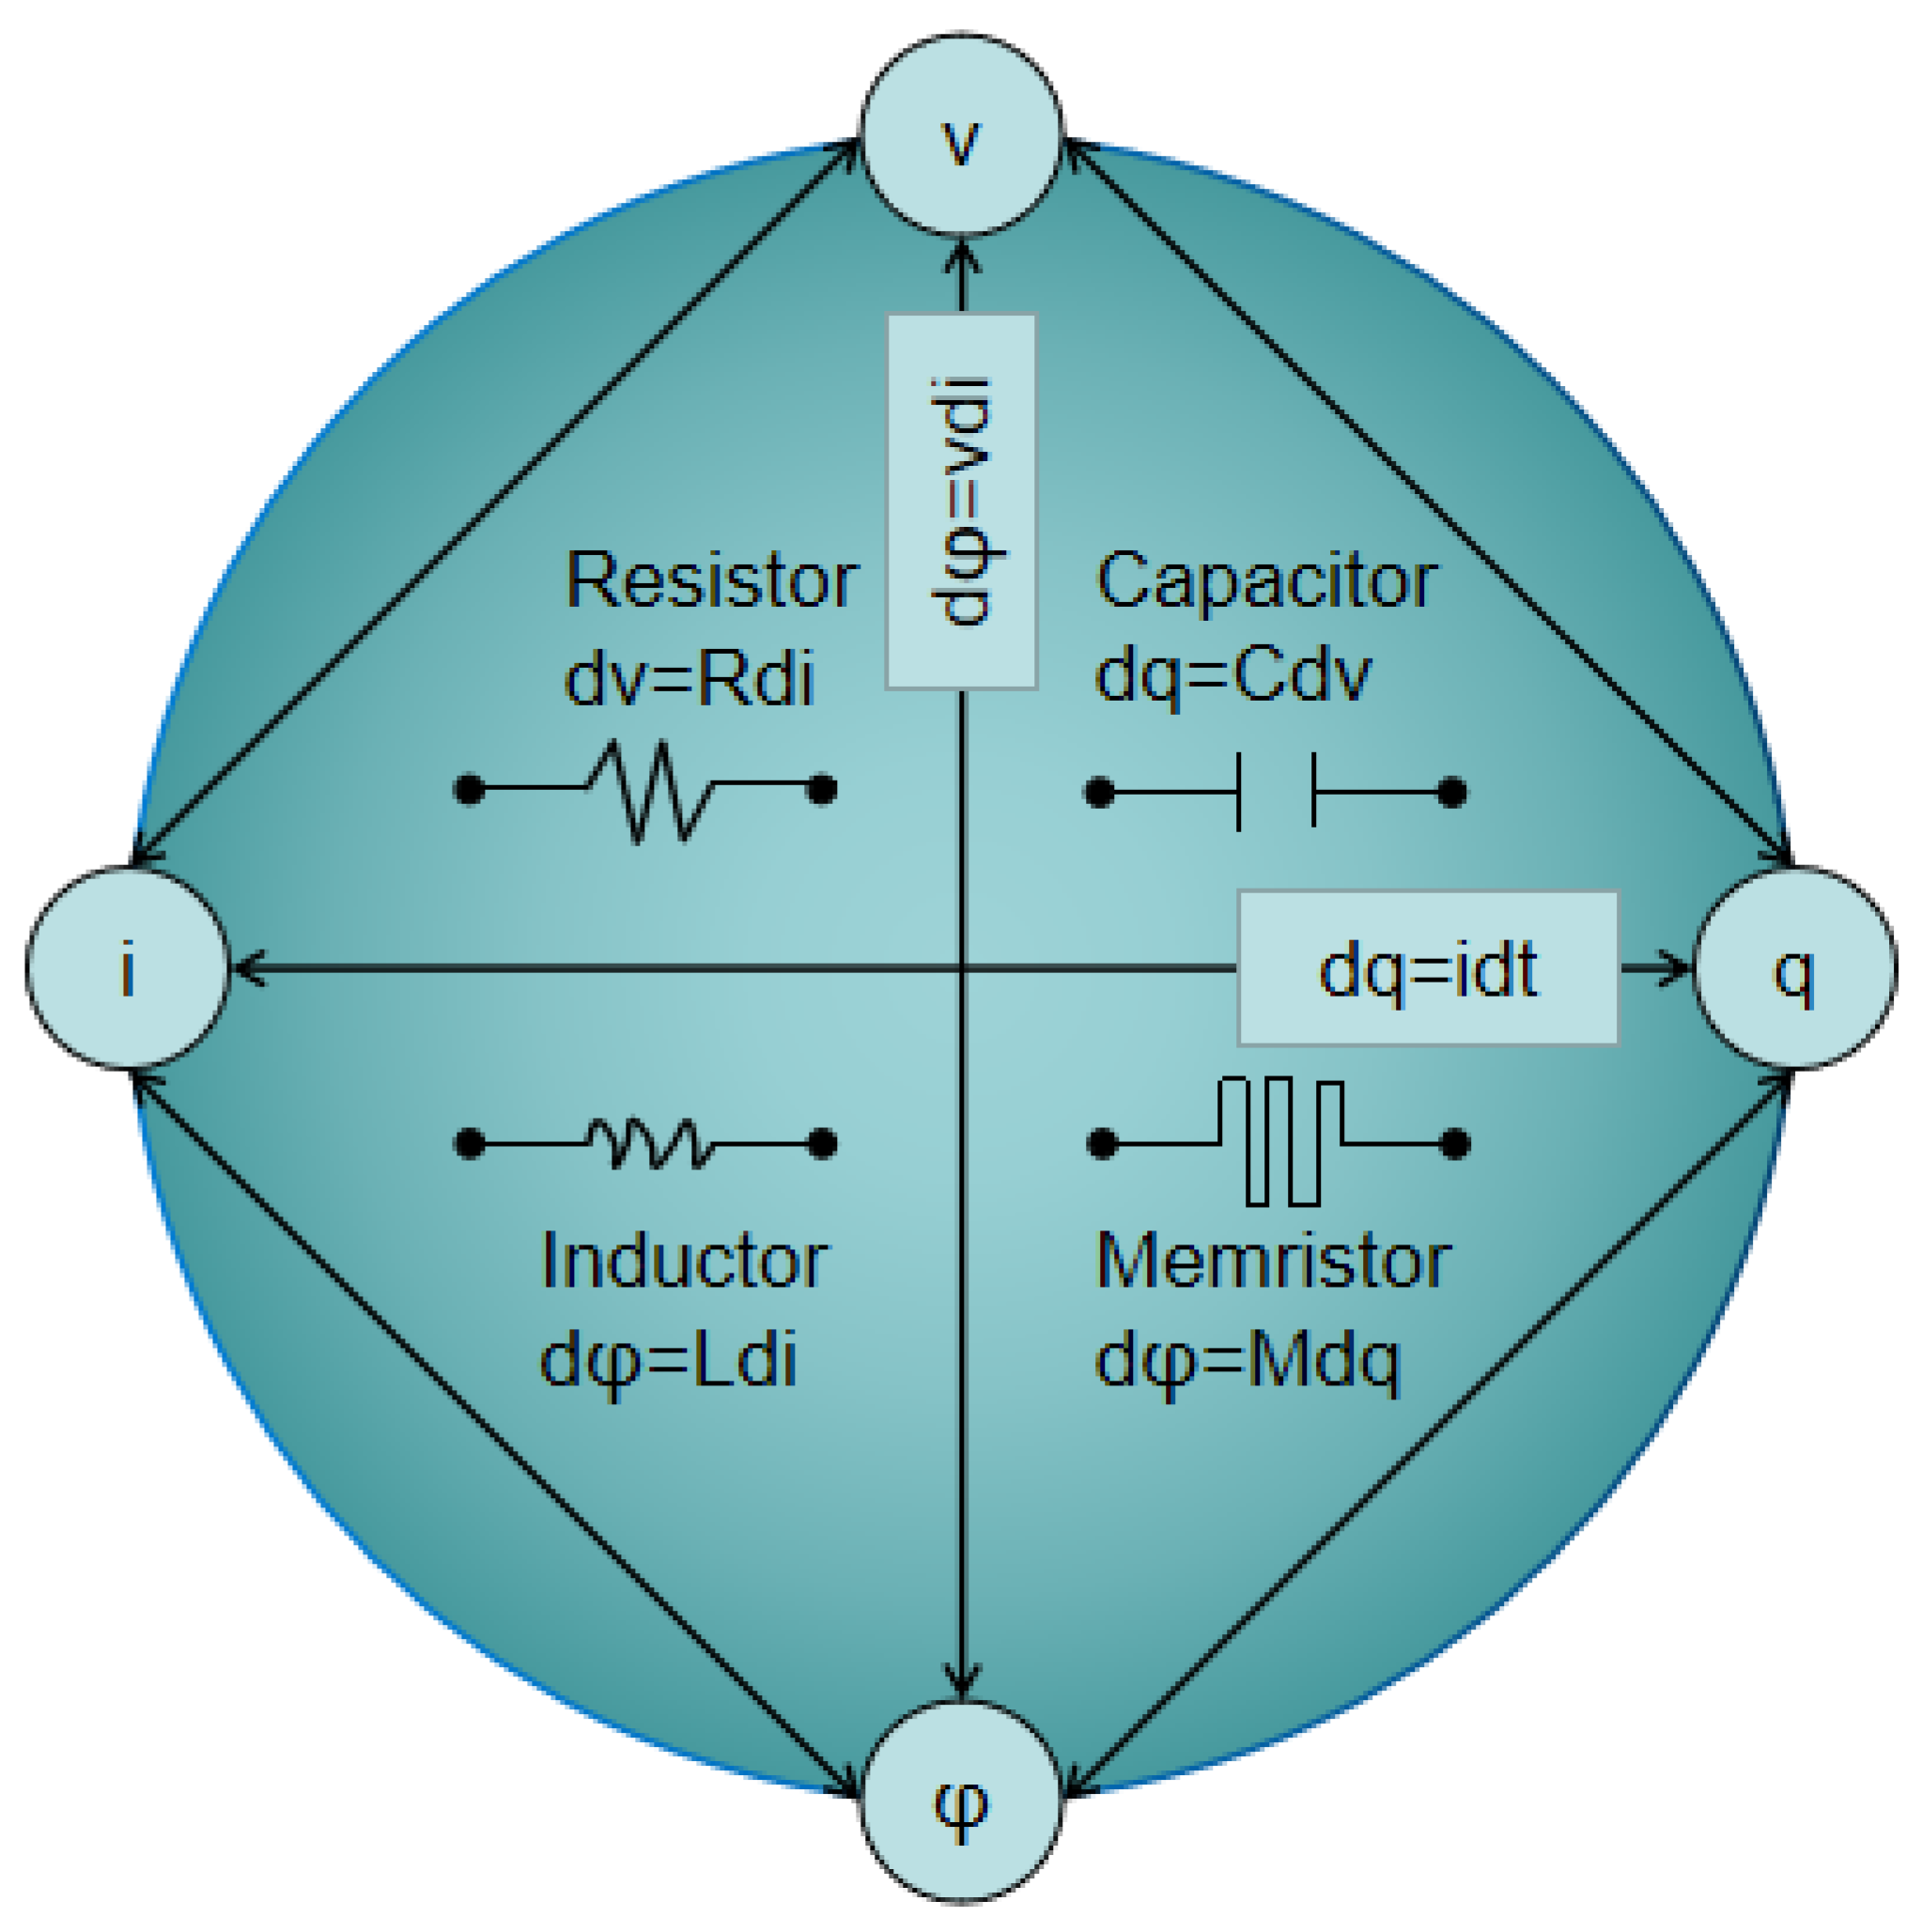 v
dφ=vdi
Resistor
dv=Rdi
Capacitor
dq=Cdv
i
dq=idt
q
Inductor
dφ=Ldi
Memristor
dφ=Mdq
φ